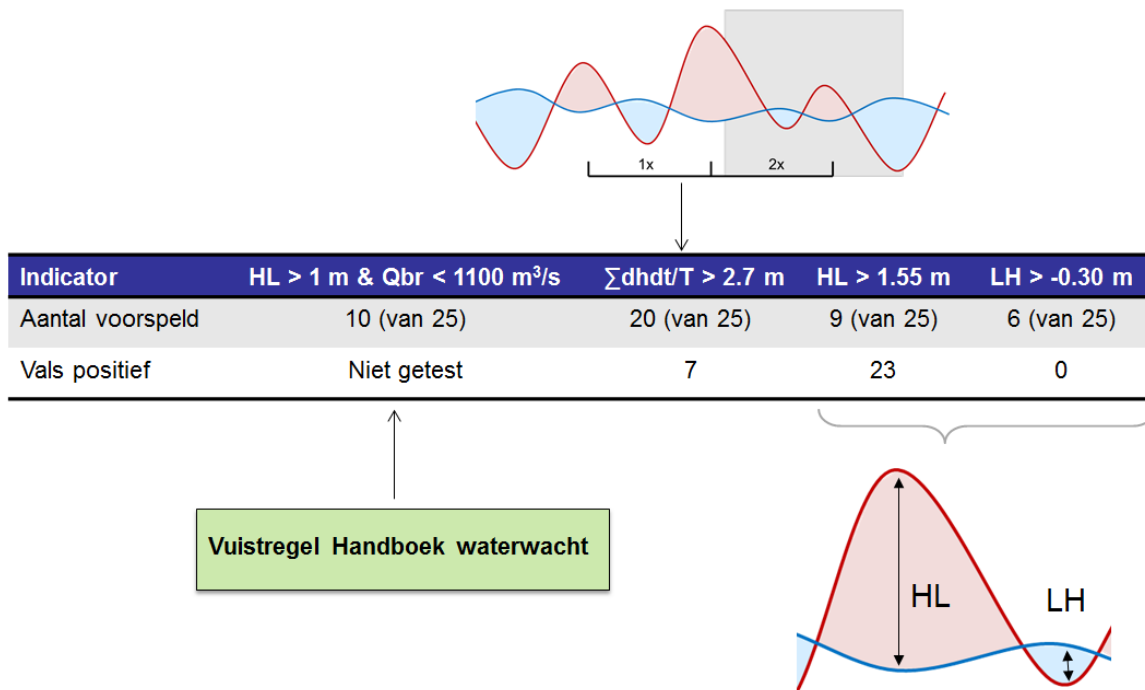 1x 2x
Indicator HL > 1 m & Qbr < 1100 m³/s ∑dhdt/T > 2.7 m HL > 1.55 m LH > -0.30 m
Aantal voorspeld 10 (van 25) 20 (van 25) 9 (van 25) 6 (van 25)
Vals positief Niet getest 7 23 0
Vuistregel Handboek waterwacht
HL LH